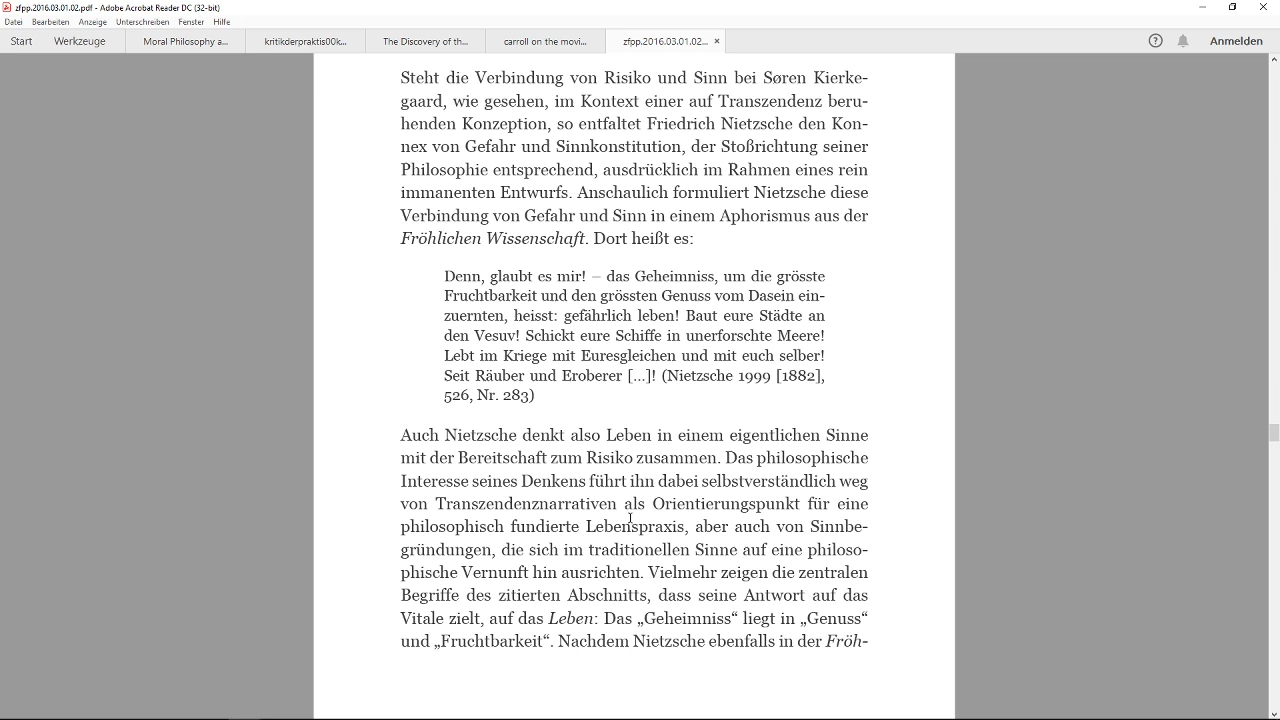 zfpp.2016.03.01.02.pdf - Adobe Acrobat Reader DC (32-bit)
Datei Bearbeiten Anzeige Unterschreiben Fenster Hilfe
Start Werkzeuge Moral Philosophy a... kritikderpraktis00k... The Discovery of th... carroll on the movi... zfpp.2016.03.01.02... × Anmelden
Steht die Verbindung von Risiko und Sinn bei Søren Kierke-
gaard, wie gesehen, im Kontext einer auf Transzendenz beru-
henden Konzeption, so entfaltet Friedrich Nietzsche den Kon-
nex von Gefahr und Sinnkonstitution, der Stoßrichtung seiner
Philosophie entsprechend, ausdrücklich im Rahmen eines rein
immanenten Entwurfs. Anschaulich formuliert Nietzsche diese
Verbindung von Gefahr und Sinn in einem Aphorismus aus der
Fröhlichen Wissenschaft. Dort heißt es:
Denn, glaubt es mir! – das Geheimniss, um die grösste
Fruchtbarkeit und den grössten Genuss vom Dasein ein-
zuernten, heisst: gefährlich leben! Baut eure Städte an
den Vesuv! Schickt eure Schiffe in unerforschte Meere!
Lebt im Kriege mit Euresgleichen und mit euch selber!
Seit Räuber und Eroberer [...]! (Nietzsche 1999 [1882],
526, Nr. 283)
Auch Nietzsche denkt also Leben in einem eigentlichen Sinne
mit der Bereitschaft zum Risiko zusammen. Das philosophische
Interesse seines Denkens führt ihn dabei selbstverständlich weg
von Transzendenznarrativen als Orientierungspunkt für eine
philosophisch fundierte Lebenspraxis, aber auch von Sinnbe-
gründungen, die sich im traditionellen Sinne auf eine philoso-
phische Vernunft hin ausrichten. Vielmehr zeigen die zentralen
Begriffe des zitierten Abschnitts, dass seine Antwort auf das
Vitale zielt, auf das Leben: Das „Geheimniss“ liegt in „Genuss“
und „Fruchtbarkeit“. Nachdem Nietzsche ebenfalls in der Fröh-